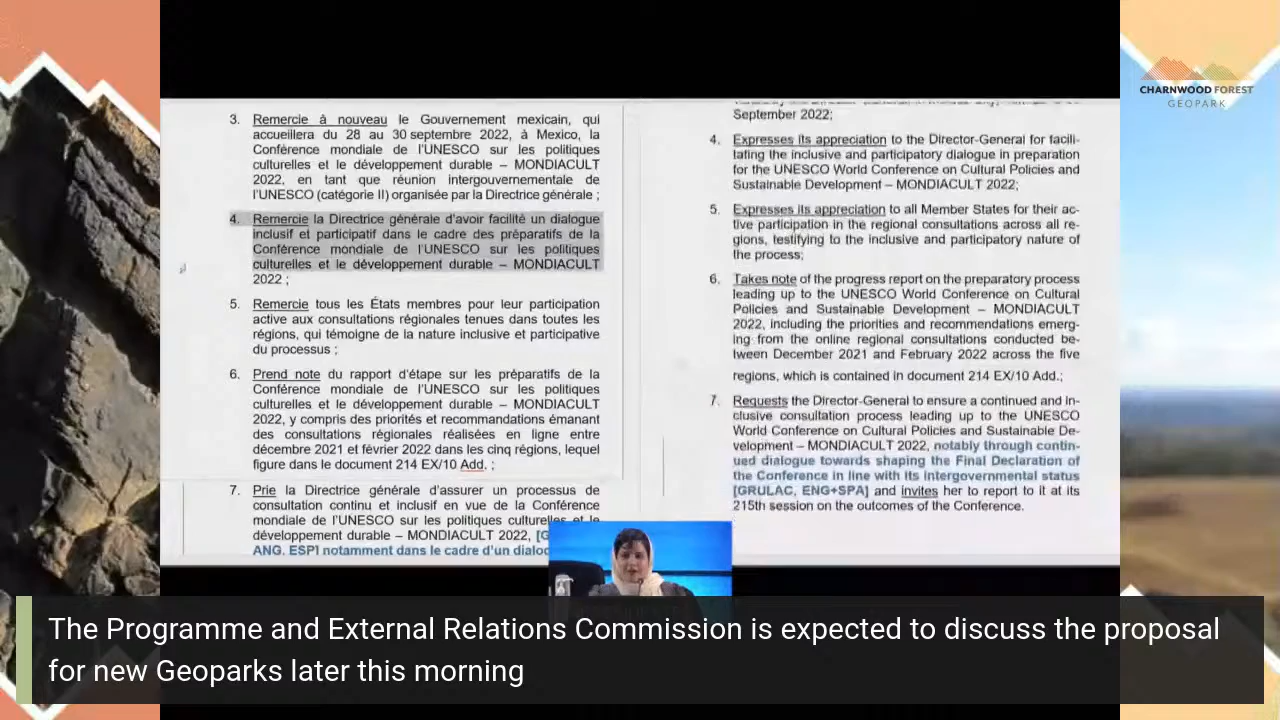 CHARNWOOD FOREST
GEOPARK
3. Remercie à nouveau le Gouvernement mexicain, qui
accueillera du 28 au 30 septembre 2022, à Mexico, la
Conférence mondiale de l'UNESCO sur les politiques
culturelles et le développement durable – MONDIACULT
2022, en tant que réunion intergouvernementale de
l'UNESCO (catégorie II) organisée par la Directrice générale ;
4. Remercie la Directrice générale d'avoir facilité un dialogue
inclusif et participatif dans le cadre des préparatifs de la
Conférence mondiale de l'UNESCO sur les politiques
culturelles et le développement durable – MONDIACULT
2022 ;
5. Remercie tous les États membres pour leur participation
active aux consultations régionales tenues dans toutes les
régions, qui témoigne de la nature inclusive et participative
du processus ;
6. Prend note du rapport d'étape sur les préparatifs de la
Conférence mondiale de l'UNESCO sur les politiques
culturelles et le développement durable – MONDIACULT
2022, y compris des priorités et recommandations émanant
des consultations régionales réalisées en ligne entre
décembre 2021 et février 2022 dans les cinq régions, lequel
figure dans le document 214 EX/10 Add. ;
7. Prie la Directrice générale d'assurer un processus de
consultation continu et inclusif en vue de la Conférence
mondiale de l'UNESCO sur les politiques culturelles et le
développement durable – MONDIACULT 2022, [G
ANG. ESP] notamment dans le cadre d'un
September 2022;
4. Expresses its appreciation to the Director-General for facili-
tating the inclusive and participatory dialogue in preparation
for the UNESCO World Conference on Cultural Policies and
Sustainable Development – MONDIACULT 2022;
5. Expresses its appreciation to all Member States for their ac-
tive participation in the regional consultations across all re-
gions, testifying to the inclusive and participatory nature of
the process;
6. Takes note of the progress report on the preparatory process
leading up to the UNESCO World Conference on Cultural
Policies and Sustainable Development – MONDIACULT
2022, including the priorities and recommendations emerg-
ing from the online regional consultations conducted be-
tween December 2021 and February 2022 across the five
regions, which is contained in document 214 EX/10 Add.;
7. Requests the Director-General to ensure a continued and in-
clusive consultation process leading up to the UNESCO
World Conference on Cultural Policies and Sustainable De-
velopment – MONDIACULT 2022, notably through contin-
ued dialogue towards shaping the Final Declaration of
the Conference in line with its intergovernmental status
[GRULAC, ENG+SPA] and invites her to report to it at its
215th session on the outcomes of the Conference.
The Programme and External Relations Commission is expected to discuss the proposal
for new Geoparks later this morning